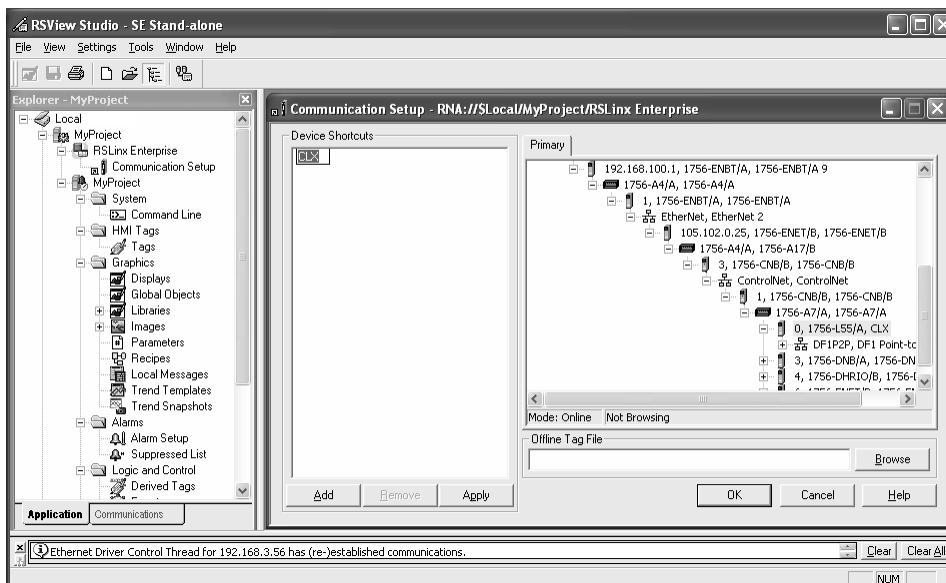 RSView Studio - SE Stand-alone
File View Settings Tools Window Help
Explorer - MyProject
Local
MyProject
RSLinx Enterprise
Communication Setup
MyProject
System
Command Line
HMI Tags
Tags
Graphics
Displays
Global Objects
Libraries
Images
Parameters
Recipes
Local Messages
Trend Templates
Trend Snapshots
Alarms
Alarm Setup
Suppressed List
Logic and Control
Derived Tags
Application Communications
Communication Setup - RNA://$Local/MyProject/RSLinx Enterprise
Device Shortcuts
CLX
Add Remove Apply
Primary
192.168.100.1, 1756-ENBT/A, 1756-ENBT/A 9
1756-A4/A, 1756-A4/A
1, 1756-ENBT/A, 1756-ENBT/A
EtherNet, EtherNet 2
105.102.0.25, 1756-ENET/B, 1756-ENET/B
1756-A4/A, 1756-A17/B
3, 1756-CNB/B, 1756-CNB/B
ControlNet, ControlNet
1, 1756-CNB/B, 1756-CNB/B
1756-A7/A, 1756-A7/A
0, 1756-L55/A, CLX
DF1P2P, DF1 Point-to
3, 1756-DNB/A, 1756-DN
4, 1756-DHRIO/B, 1756-
Mode: Online Not Browsing
Offline Tag File
Browse
OK Cancel Help
Ethernet Driver Control Thread for 192.168.3.56 has (re-)established communications.
Clear Clear All
NUM